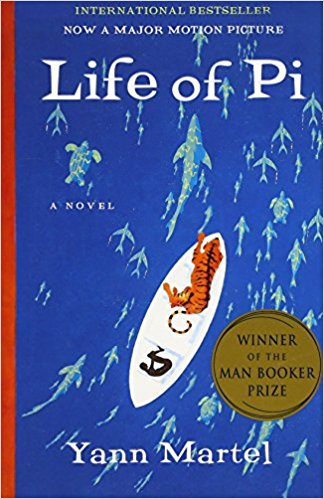 INTERNATIONAL BESTSELLER
NOW A MAJOR MOTION PICTURE
Life of Pi
A NOVEL
WINNER
OF THE
MAN BOOKER
PRIZE
Yann Martel